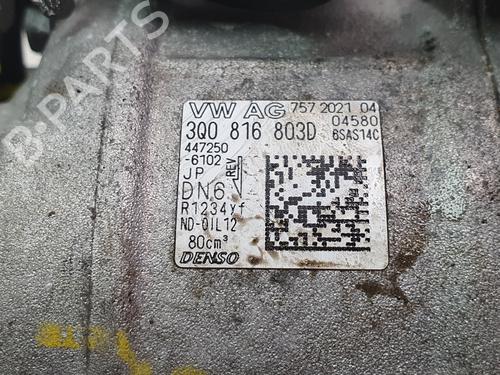 B-PARTS
VW AG 757 2021 04
04580
3Q0 816 803D 6SAS14C
447250
-6102
JP
REV
DN6
R1234yf
ND-OIL12
80cm³
DENSO